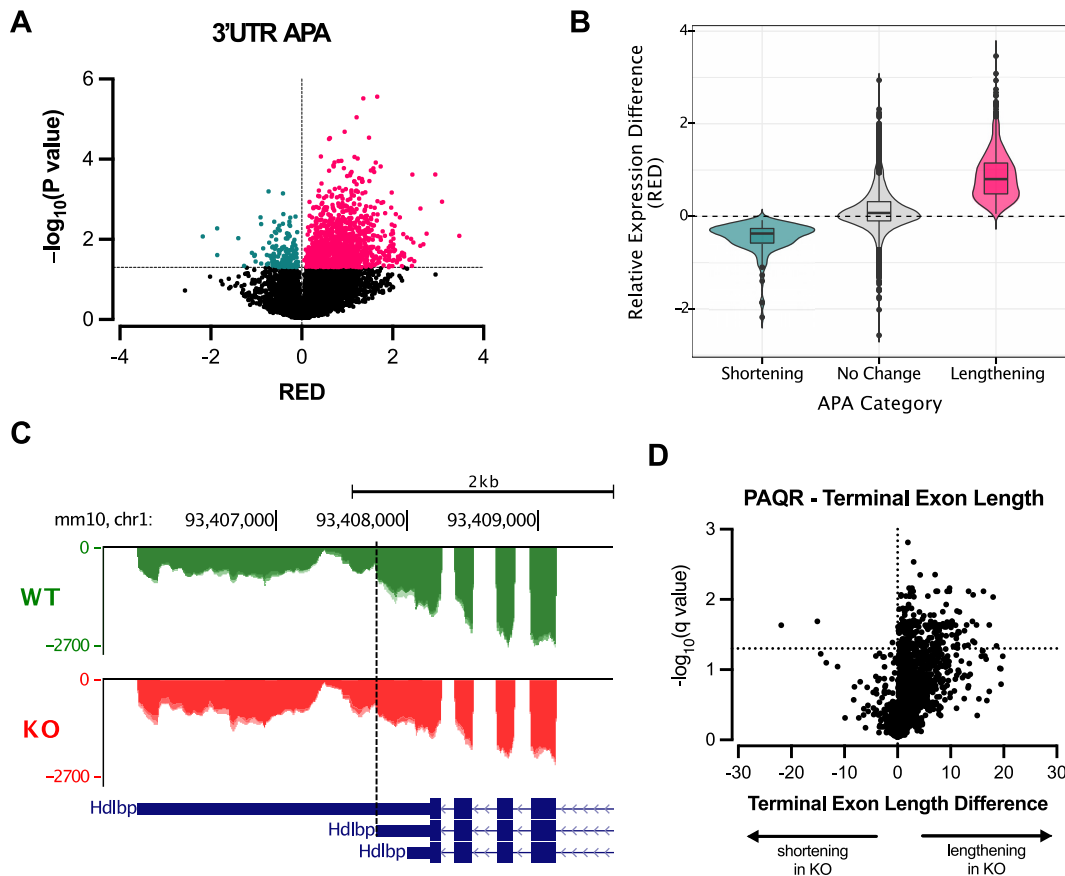 A
3'UTR APA
−log10(P value)
6
4
2
0
-4
-2
0
2
4
RED
B
Relative Expression Difference
(RED)
4
2
0
−2
Shortening
No Change
Lengthening
APA Category
C
2kb
mm10, chr1:
93,407,000
93,408,000
93,409,000
0
WT
−2700
0
KO
−2700
Hdlbp
Hdlbp
Hdlbp
D
PAQR - Terminal Exon Length
-log10(q value)
3
2
1
0
-30
-20
-10
0
10
20
30
Terminal Exon Length Difference
shortening
in KO
lengthening
in KO